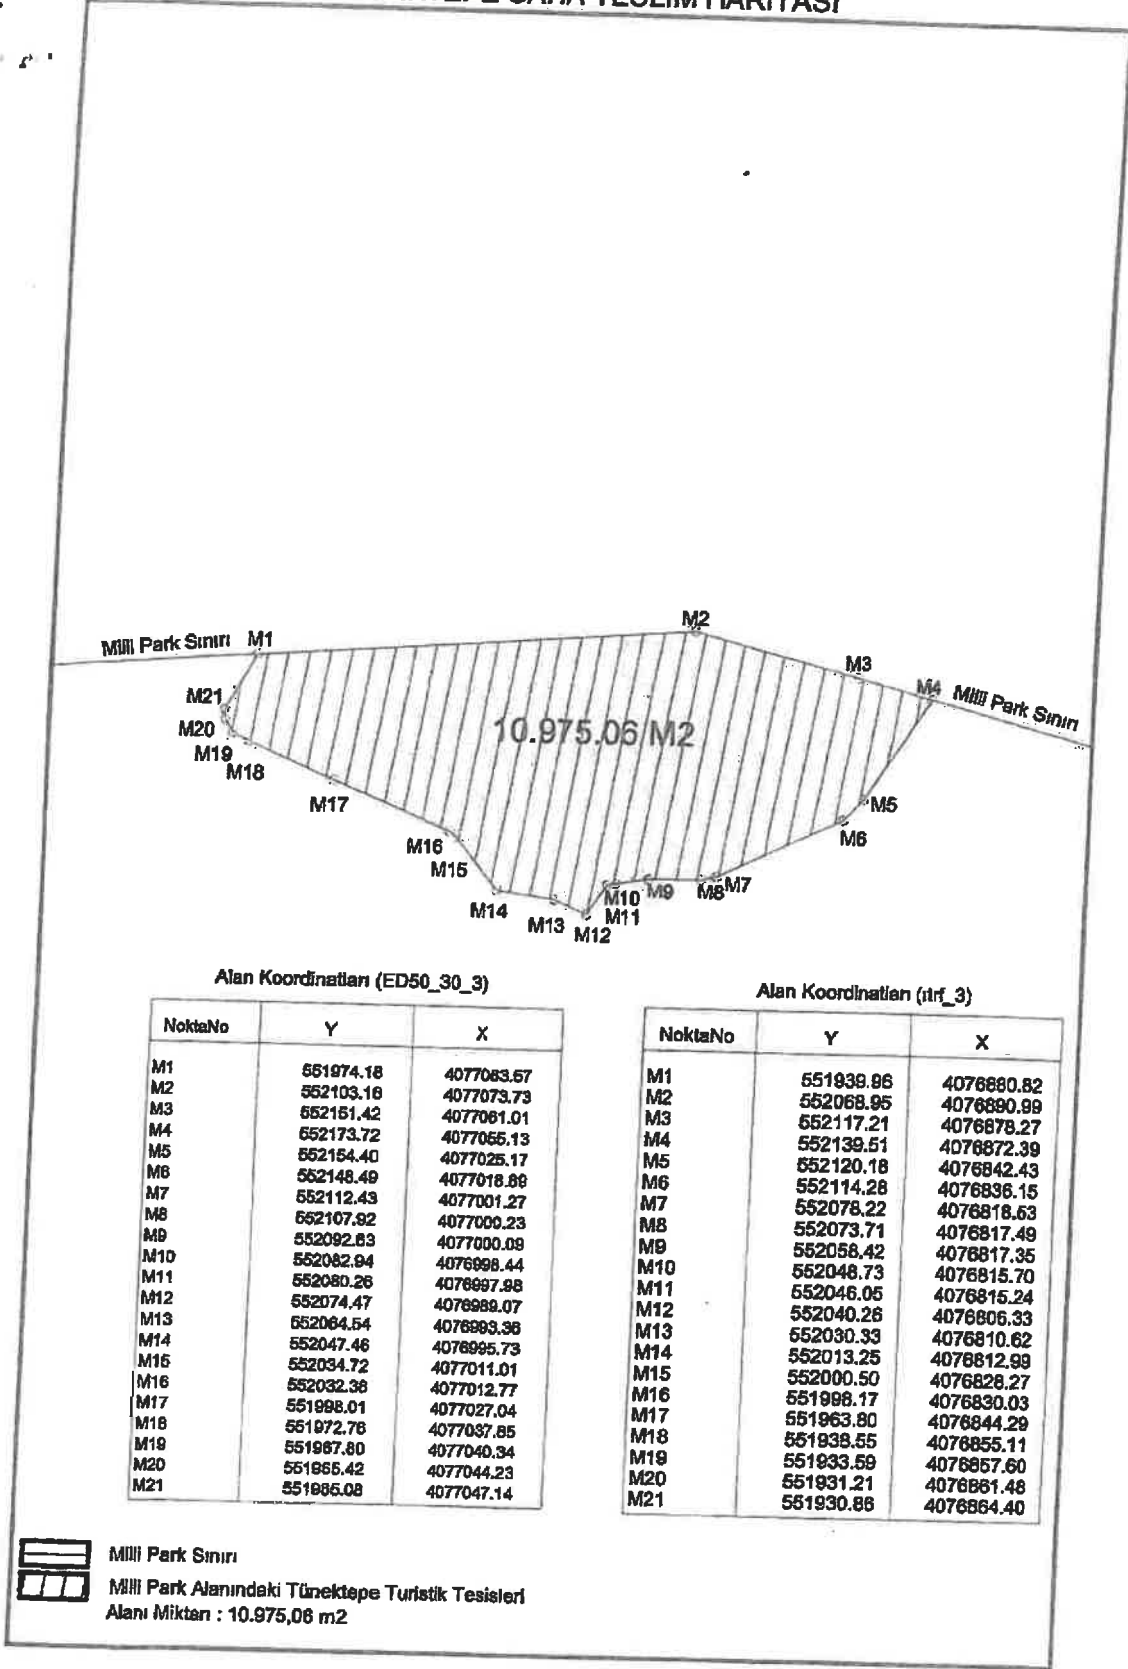 SAHA TESLİM HARİTASI
Milli Park Sınırı M1
M2
M3
M4 Milli Park Sınırı
M21
M20
M19
M18
10.975.06 M2
M17
M5
M6
M16
M15
M14
M13
M12
M11
M10
M9
M8
M7
Alan Koordinatları (ED50_30_3)
NoktaNo Y X
M1 551974.18 4077063.57
M2 552103.16 4077073.73
M3 552151.42 4077061.01
M4 552173.72 4077055.13
M5 552154.40 4077025.17
M6 552148.49 4077018.89
M7 552112.43 4077001.27
M8 552107.92 4077000.23
M9 552092.63 4077000.09
M10 552082.94 4076998.44
M11 552080.26 4076997.98
M12 552074.47 4076989.07
M13 552064.54 4076993.36
M14 552047.46 4076995.73
M15 552034.72 4077011.01
M16 552032.38 4077012.77
M17 551998.01 4077027.04
M18 551972.76 4077037.85
M19 551967.80 4077040.34
M20 551965.42 4077044.23
M21 551965.08 4077047.14
Alan Koordinatları (itrf_3)
NoktaNo Y X
M1 551939.96 4076880.82
M2 552068.95 4076890.99
M3 552117.21 4076878.27
M4 552139.51 4076872.39
M5 552120.18 4076842.43
M6 552114.28 4076836.15
M7 552078.22 4076818.53
M8 552073.71 4076817.49
M9 552058.42 4076817.35
M10 552048.73 4076815.70
M11 552046.05 4076815.24
M12 552040.26 4076806.33
M13 552030.33 4076810.62
M14 552013.25 4076812.99
M15 552000.50 4076828.27
M16 551998.17 4076830.03
M17 551963.80 4076844.29
M18 551938.55 4076855.11
M19 551933.59 4076857.60
M20 551931.21 4076861.48
M21 551930.86 4076864.40
Milli Park Sınırı
Milli Park Alanındaki Tünektepe Turistik Tesisleri
Alanı Miktarı : 10.975,06 m2